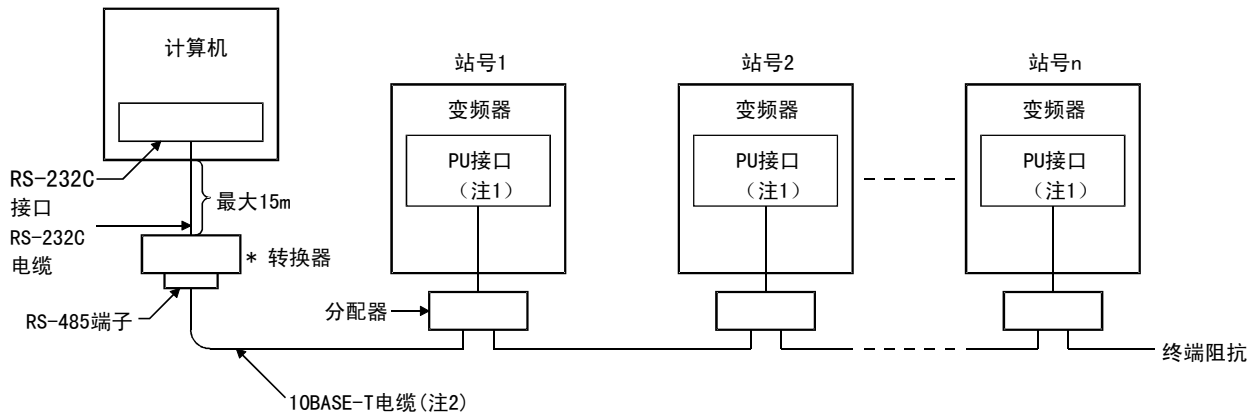 计算机
站号1
站号2
站号n
变频器
变频器
变频器
PU接口
(注1)
PU接口
(注1)
PU接口
(注1)
RS-232C
接口
最大15m
RS-232C
电缆
* 转换器
RS-485端子
分配器
终端阻抗
10BASE-T电缆(注2)